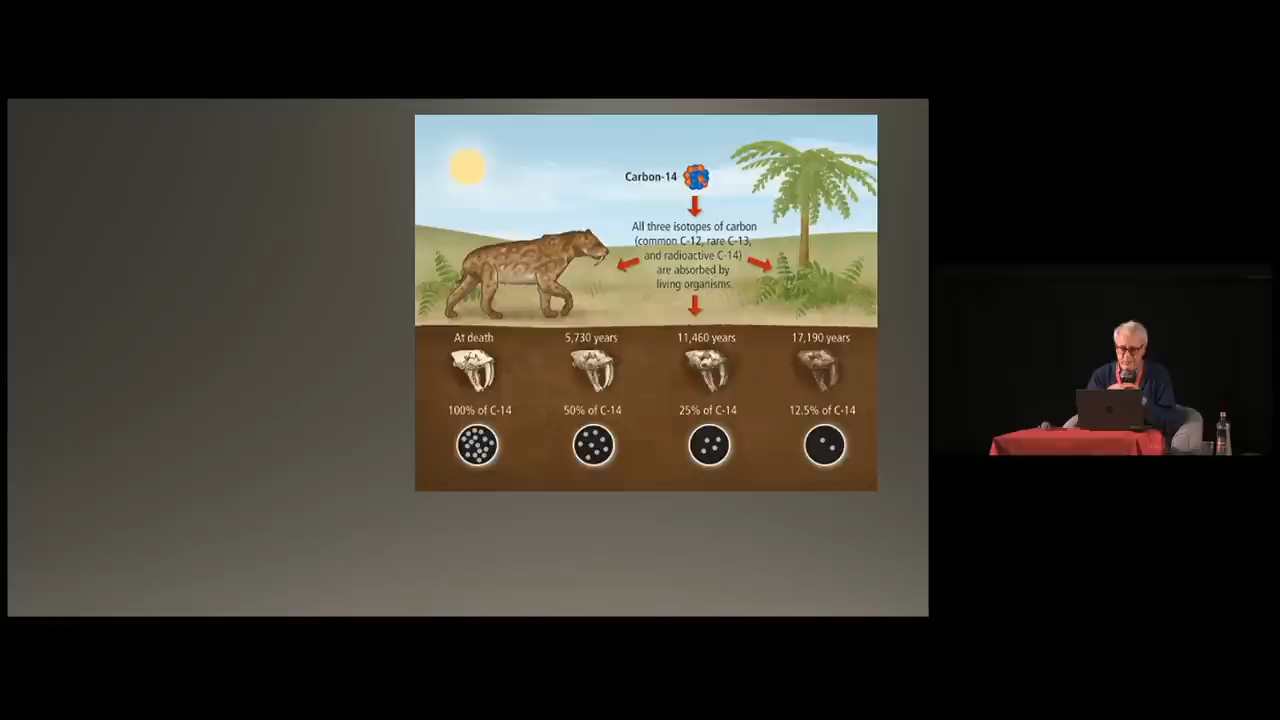 Carbon-14
All three isotopes of carbon
(common C-12, rare C-13,
and radioactive C-14)
are absorbed by
living organisms.
At death
5,730 years
11,460 years
17,190 years
100% of C-14
50% of C-14
25% of C-14
12.5% of C-14